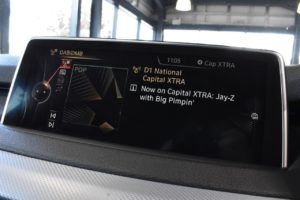 DAB/DMB
11:05
Cap XTRA
POP
D1 National
Capital XTRA
Now on Capital XTRA: Jay-Z
with Big Pimpin'